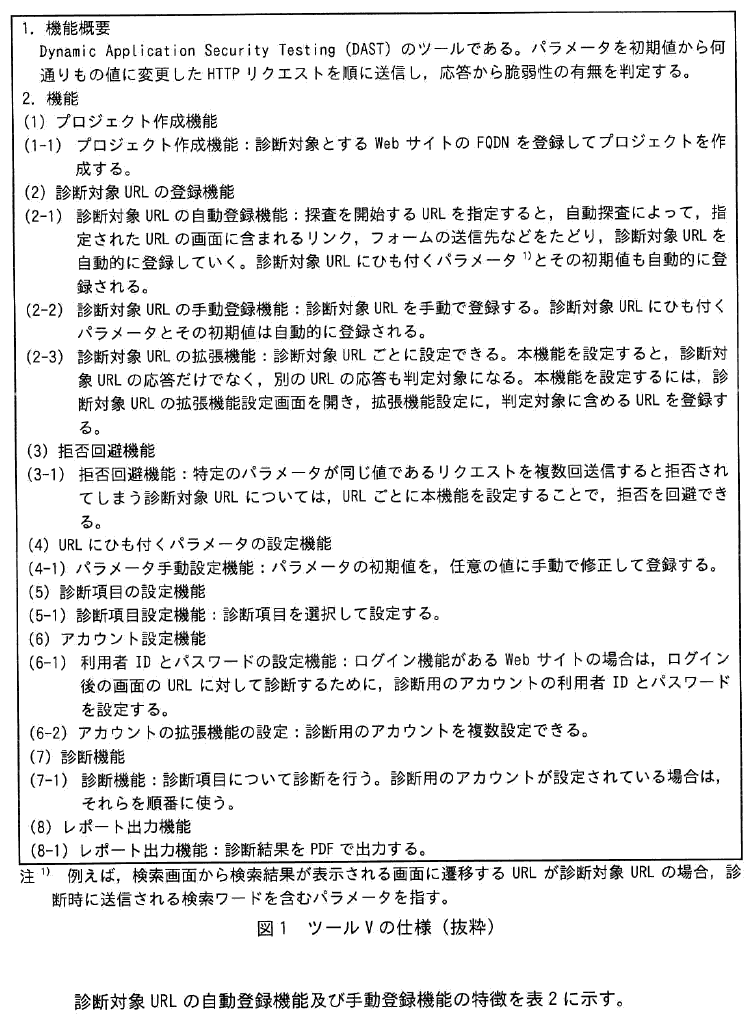 1. 機能概要
Dynamic Application Security Testing (DAST) のツールである。パラメータを初期値から何
通りもの値に変更した HTTP リクエストを順に送信し，応答から脆弱性の有無を判定する。
2. 機能
(1) プロジェクト作成機能
(1-1) プロジェクト作成機能：診断対象とする Web サイトの FQDN を登録してプロジェクトを作
成する。
(2) 診断対象 URL の登録機能
(2-1) 診断対象 URL の自動登録機能：探査を開始する URL を指定すると，自動探査によって，指
定された URL の画面に含まれるリンク，フォームの送信先などをたどり，診断対象 URL を
自動的に登録していく。診断対象 URL にひも付くパラメータ1)とその初期値も自動的に登
録される。
(2-2) 診断対象 URL の手動登録機能：診断対象 URL を手動で登録する。診断対象 URL にひも付く
パラメータとその初期値は自動的に登録される。
(2-3) 診断対象 URL の拡張機能：診断対象 URL ごとに設定できる。本機能を設定すると，診断対
象 URL の応答だけでなく，別の URL の応答も判定対象になる。本機能を設定するには，診
断対象 URL の拡張機能設定画面を開き，拡張機能設定に，判定対象に含める URL を登録す
る。
(3) 拒否回避機能
(3-1) 拒否回避機能：特定のパラメータが同じ値であるリクエストを複数回送信すると拒否され
てしまう診断対象 URL については，URL ごとに本機能を設定することで，拒否を回避でき
る。
(4) URL にひも付くパラメータの設定機能
(4-1) パラメータ手動設定機能：パラメータの初期値を，任意の値に手動で修正して登録する。
(5) 診断項目の設定機能
(5-1) 診断項目設定機能：診断項目を選択して設定する。
(6) アカウント設定機能
(6-1) 利用者 ID とパスワードの設定機能：ログイン機能がある Web サイトの場合は，ログイン
後の画面の URL に対して診断するために，診断用のアカウントの利用者 ID とパスワード
を設定する。
(6-2) アカウントの拡張機能の設定：診断用のアカウントを複数設定できる。
(7) 診断機能
(7-1) 診断機能：診断項目について診断を行う。診断用のアカウントが設定されている場合は，
それらを順番に使う。
(8) レポート出力機能
(8-1) レポート出力機能：診断結果を PDF で出力する。
注1) 例えば，検索画面から検索結果が表示される画面に遷移する URL が診断対象 URL の場合，診
断時に送信される検索ワードを含むパラメータを指す。
図1 ツール V の仕様（抜粋）
診断対象 URL の自動登録機能及び手動登録機能の特徴を表 2 に示す。